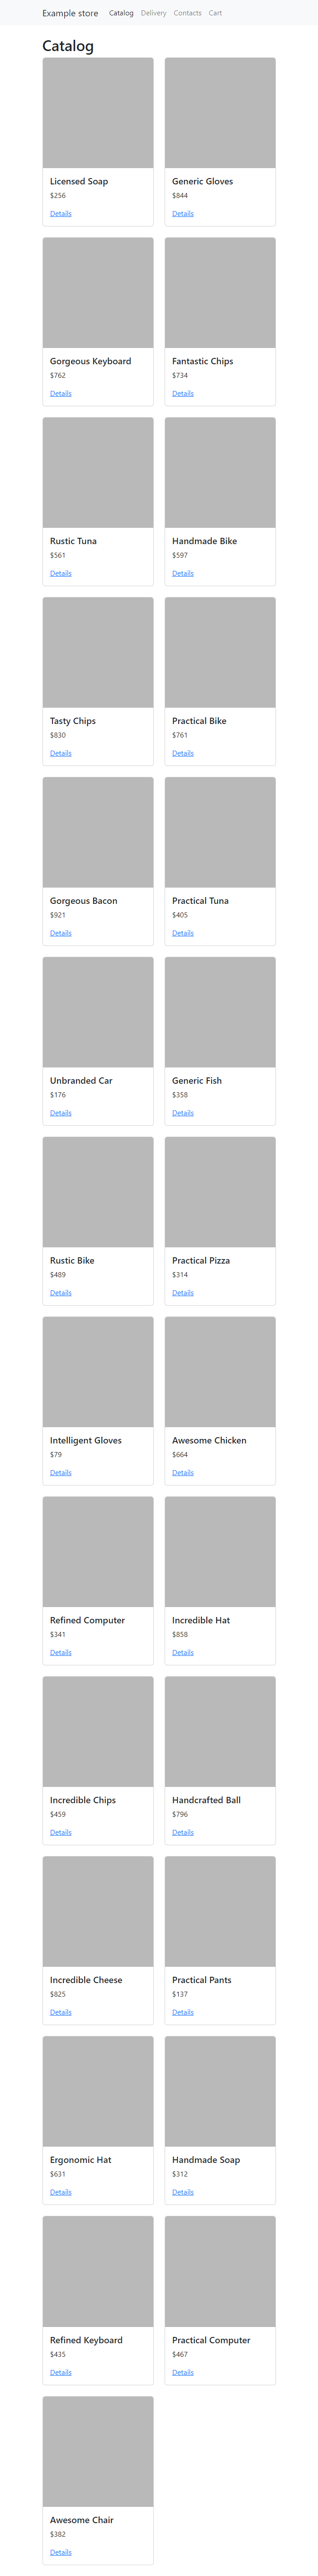 Example store Catalog Delivery Contacts Cart
Catalog
Licensed Soap
$256
Details
Generic Gloves
$844
Details
Gorgeous Keyboard
$762
Details
Fantastic Chips
$734
Details
Rustic Tuna
$561
Details
Handmade Bike
$597
Details
Tasty Chips
$830
Details
Practical Bike
$761
Details
Gorgeous Bacon
$921
Details
Practical Tuna
$405
Details
Unbranded Car
$176
Details
Generic Fish
$358
Details
Rustic Bike
$489
Details
Practical Pizza
$314
Details
Intelligent Gloves
$79
Details
Awesome Chicken
$664
Details
Refined Computer
$341
Details
Incredible Hat
$858
Details
Incredible Chips
$459
Details
Handcrafted Ball
$796
Details
Incredible Cheese
$825
Details
Practical Pants
$137
Details
Ergonomic Hat
$631
Details
Handmade Soap
$312
Details
Refined Keyboard
$435
Details
Practical Computer
$467
Details
Awesome Chair
$382
Details